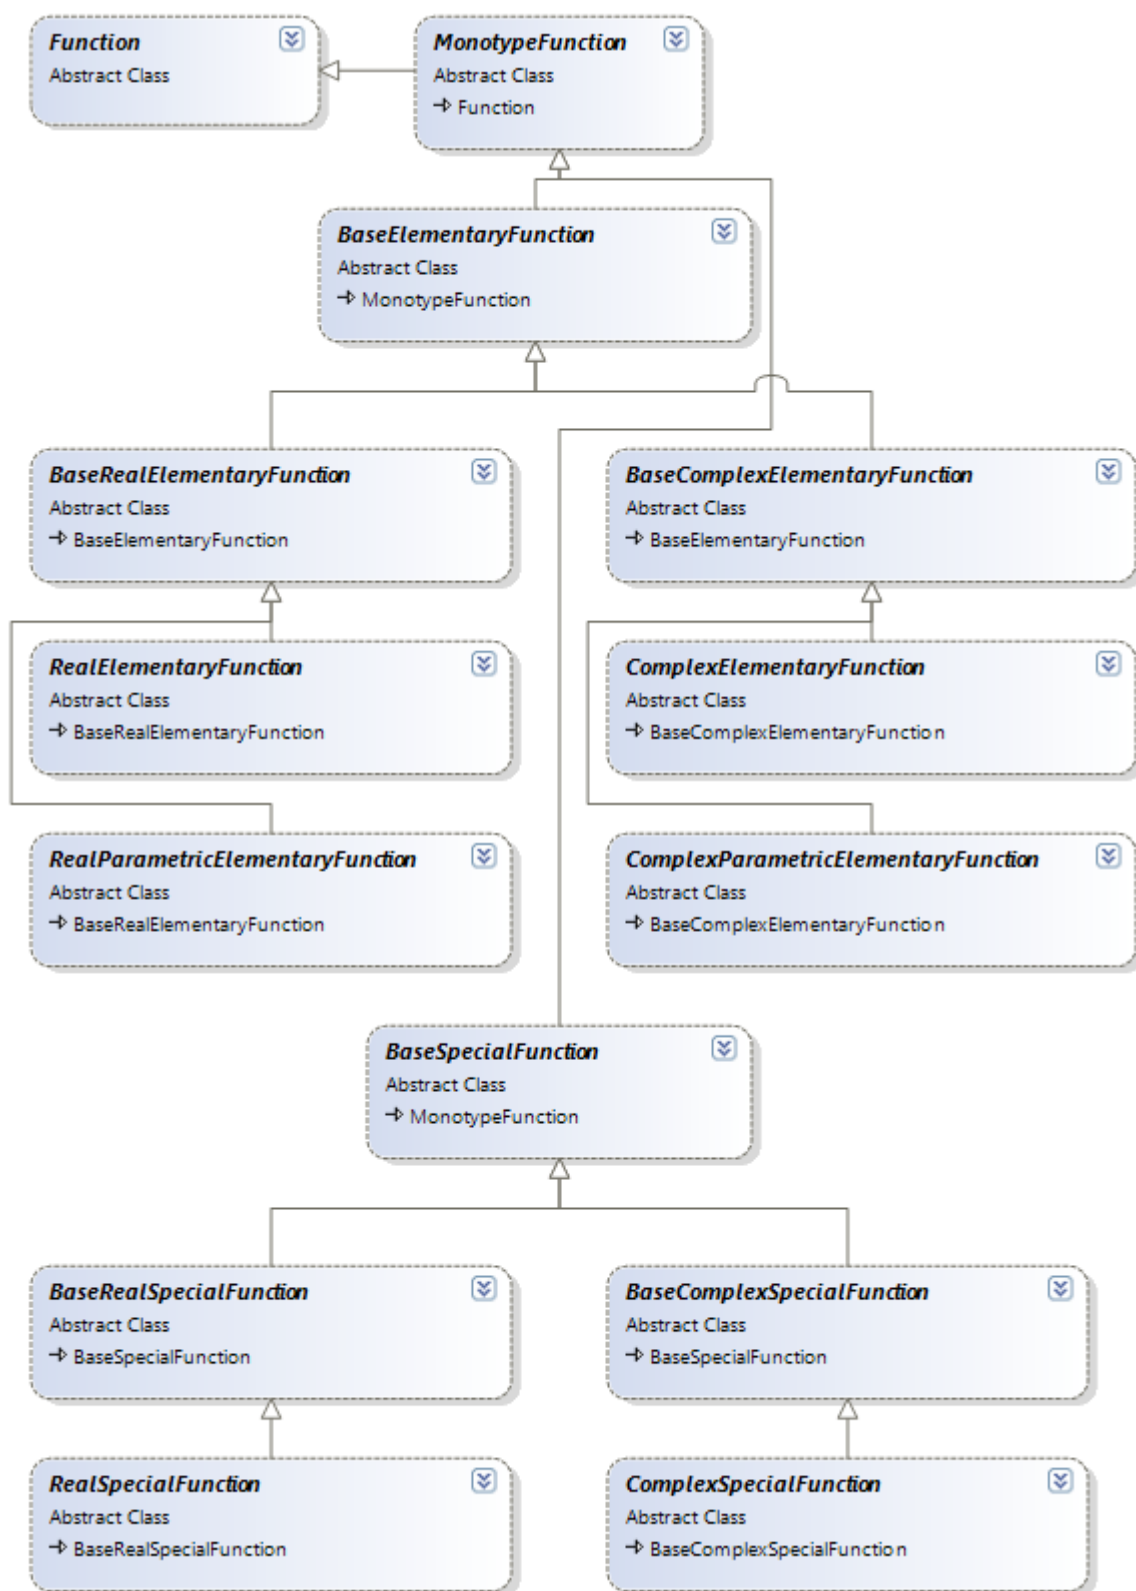 Function
Abstract Class
MonotypeFunction
Abstract Class
Function
BaseElementaryFunction
Abstract Class
MonotypeFunction
BaseRealElementaryFunction
Abstract Class
BaseElementaryFunction
BaseComplexElementaryFunction
Abstract Class
BaseElementaryFunction
RealElementaryFunction
Abstract Class
BaseRealElementaryFunction
ComplexElementaryFunction
Abstract Class
BaseComplexElementaryFunction
RealParametricElementaryFunction
Abstract Class
BaseRealElementaryFunction
ComplexParametricElementaryFunction
Abstract Class
BaseComplexElementaryFunction
BaseSpecialFunction
Abstract Class
MonotypeFunction
BaseRealSpecialFunction
Abstract Class
BaseSpecialFunction
BaseComplexSpecialFunction
Abstract Class
BaseSpecialFunction
RealSpecialFunction
Abstract Class
BaseRealSpecialFunction
ComplexSpecialFunction
Abstract Class
BaseComplexSpecialFunction